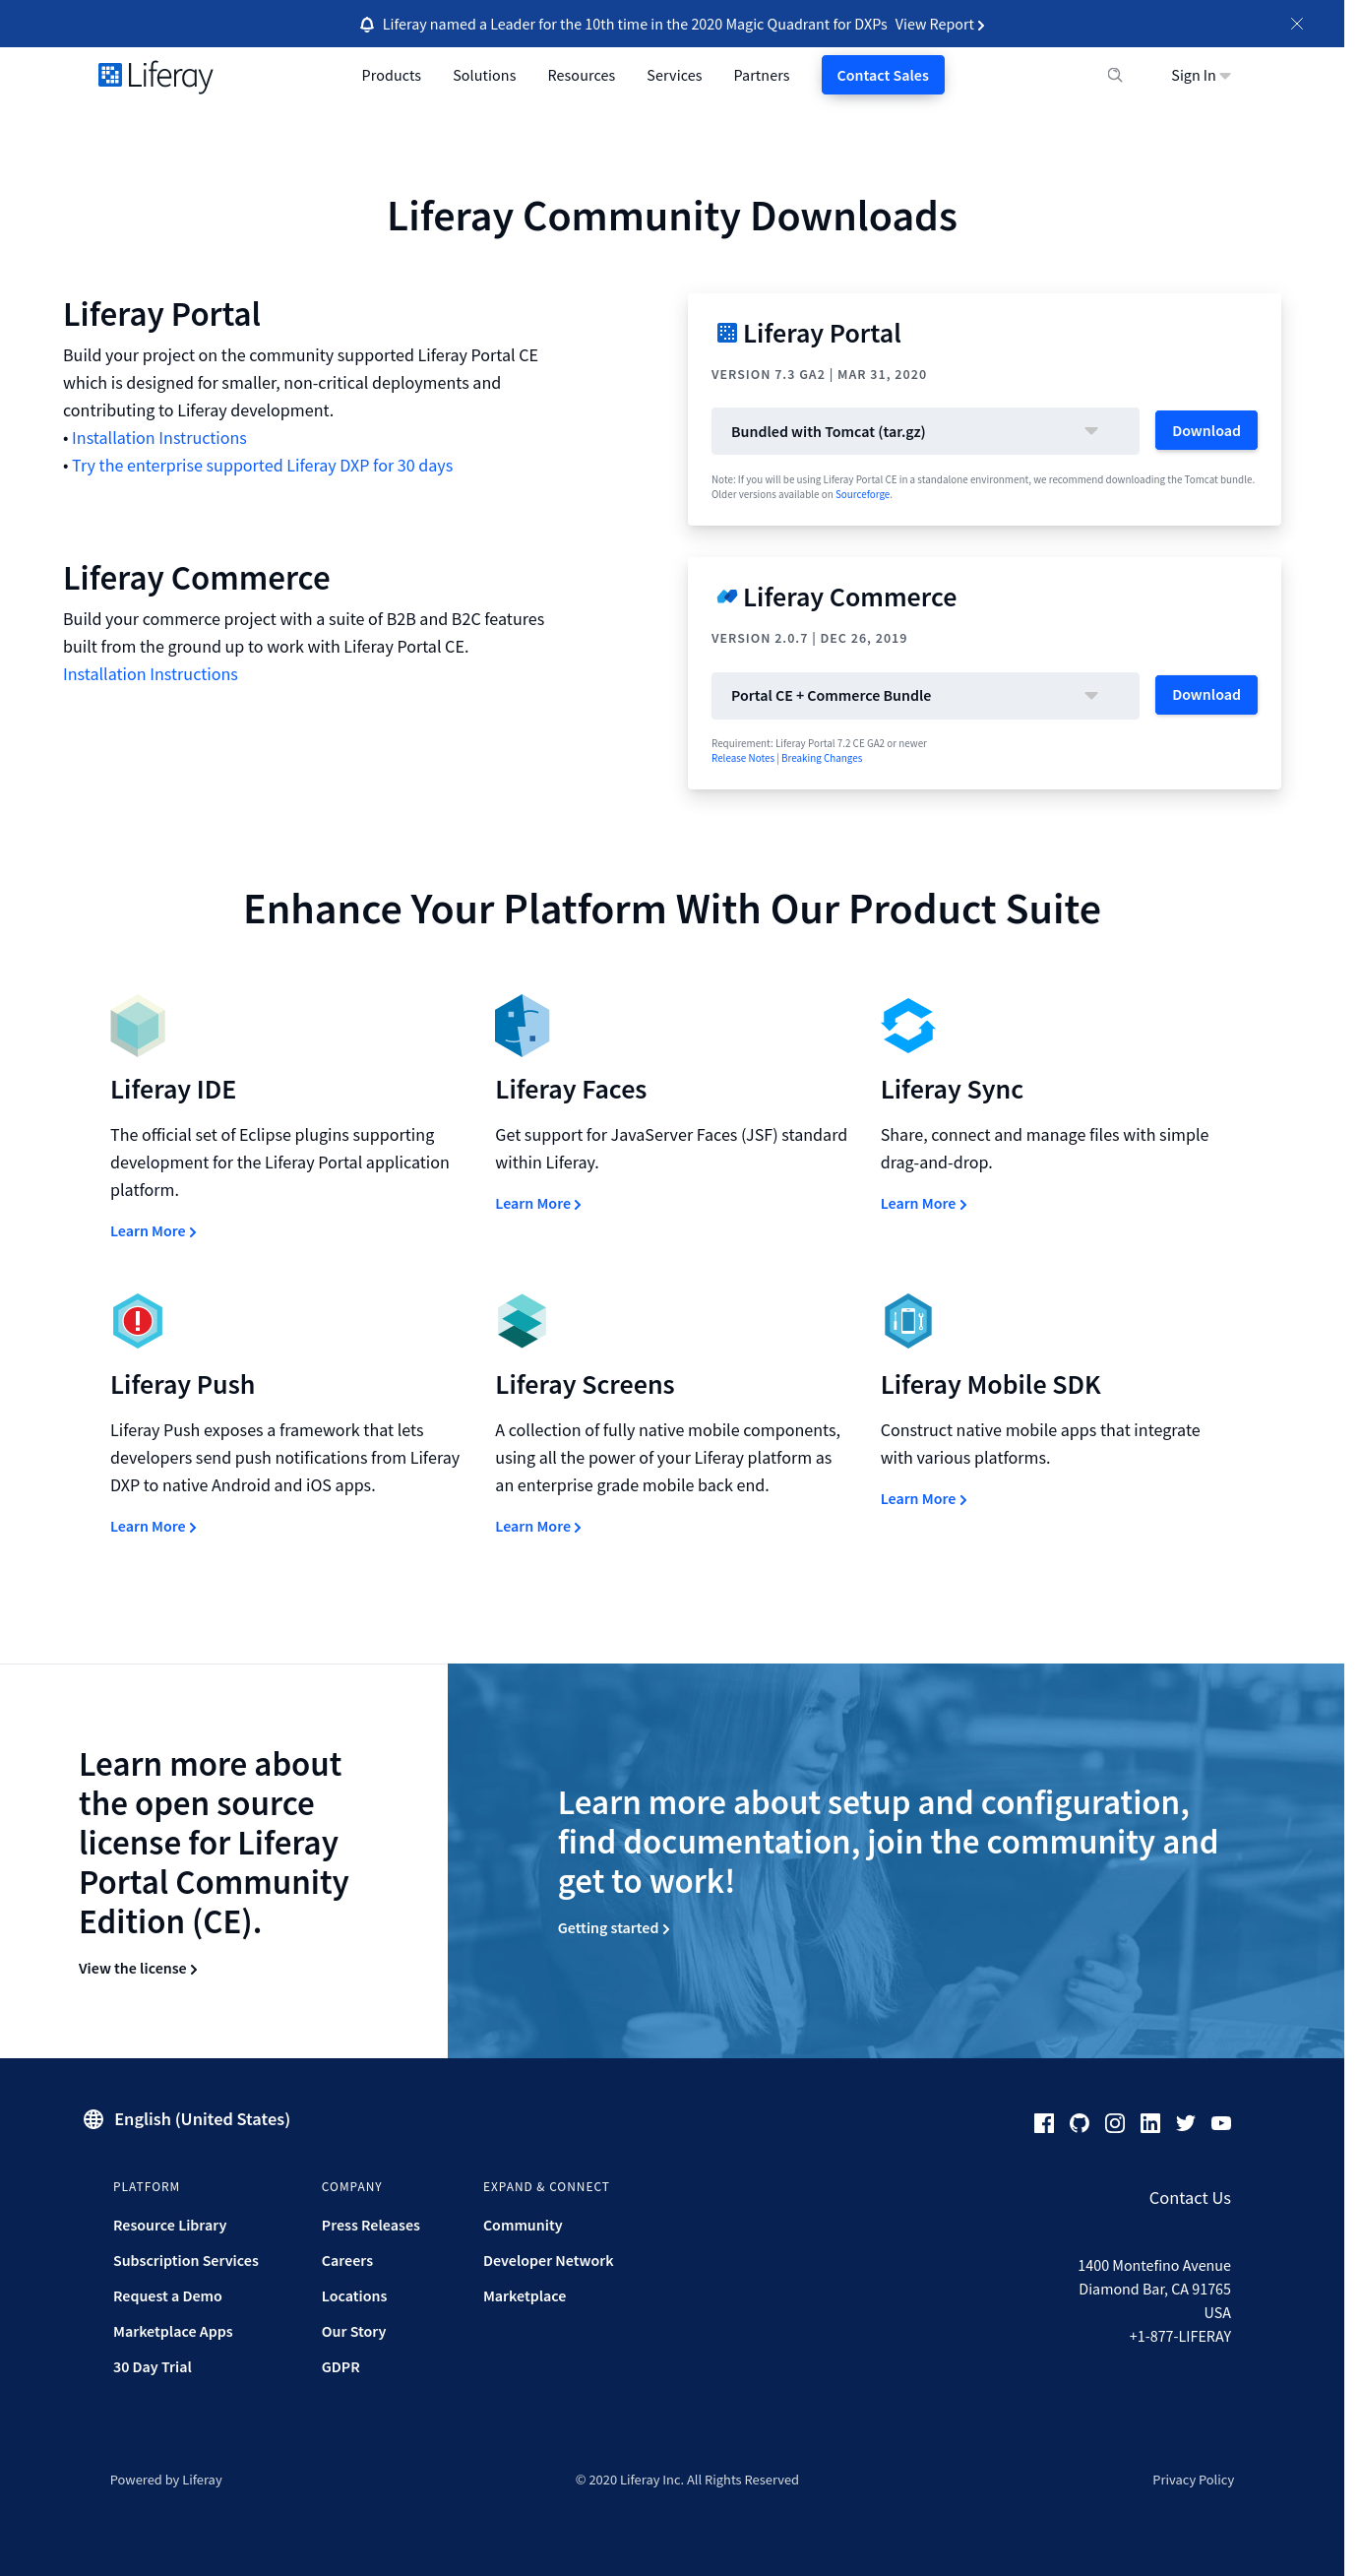 Liferay named a Leader for the 10th time in the 2020 Magic Quadrant for DXPs View Report
Liferay
Products Solutions Resources Services Partners Contact Sales Sign In
Liferay Community Downloads
Liferay Portal
Build your project on the community supported Liferay Portal CE
which is designed for smaller, non-critical deployments and
contributing to Liferay development.
• Installation Instructions
• Try the enterprise supported Liferay DXP for 30 days
Liferay Portal
VERSION 7.3 GA2 | MAR 31, 2020
Bundled with Tomcat (tar.gz) Download
Note: If you will be using Liferay Portal CE in a standalone environment, we recommend downloading the Tomcat bundle.
Older versions available on Sourceforge.
Liferay Commerce
Build your commerce project with a suite of B2B and B2C features
built from the ground up to work with Liferay Portal CE.
Installation Instructions
Liferay Commerce
VERSION 2.0.7 | DEC 26, 2019
Portal CE + Commerce Bundle Download
Requirement: Liferay Portal 7.2 CE GA2 or newer
Release Notes | Breaking Changes
Enhance Your Platform With Our Product Suite
Liferay IDE
The official set of Eclipse plugins supporting
development for the Liferay Portal application
platform.
Learn More
Liferay Faces
Get support for JavaServer Faces (JSF) standard
within Liferay.
Learn More
Liferay Sync
Share, connect and manage files with simple
drag-and-drop.
Learn More
Liferay Push
Liferay Push exposes a framework that lets
developers send push notifications from Liferay
DXP to native Android and iOS apps.
Learn More
Liferay Screens
A collection of fully native mobile components,
using all the power of your Liferay platform as
an enterprise grade mobile back end.
Learn More
Liferay Mobile SDK
Construct native mobile apps that integrate
with various platforms.
Learn More
Learn more about
the open source
license for Liferay
Portal Community
Edition (CE).
View the license
Learn more about setup and configuration,
find documentation, join the community and
get to work!
Getting started
English (United States)
PLATFORM
Resource Library
Subscription Services
Request a Demo
Marketplace Apps
30 Day Trial
COMPANY
Press Releases
Careers
Locations
Our Story
GDPR
EXPAND & CONNECT
Community
Developer Network
Marketplace
Contact Us
1400 Montefino Avenue
Diamond Bar, CA 91765
USA
+1-877-LIFERAY
Powered by Liferay
© 2020 Liferay Inc. All Rights Reserved
Privacy Policy